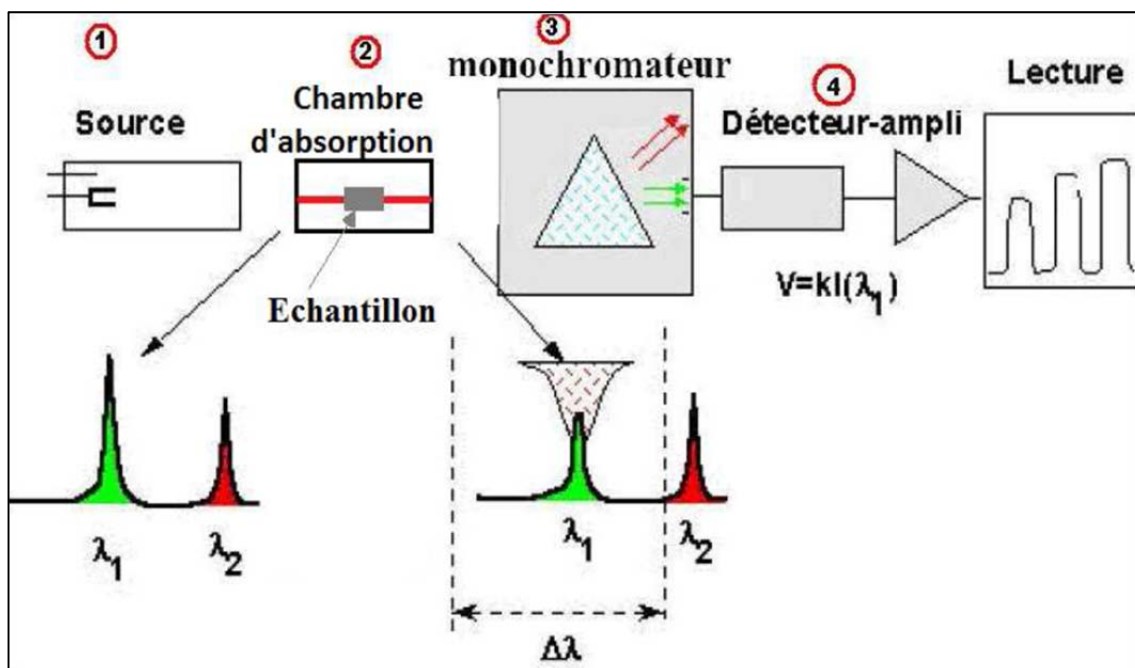 1
Source
2
Chambre
d'absorption
Echantillon
3
monochromateur
4
Détecteur-ampli
V=kI(λ₁)
Lecture
λ₁
λ₂
λ₁
λ₂
Δλ